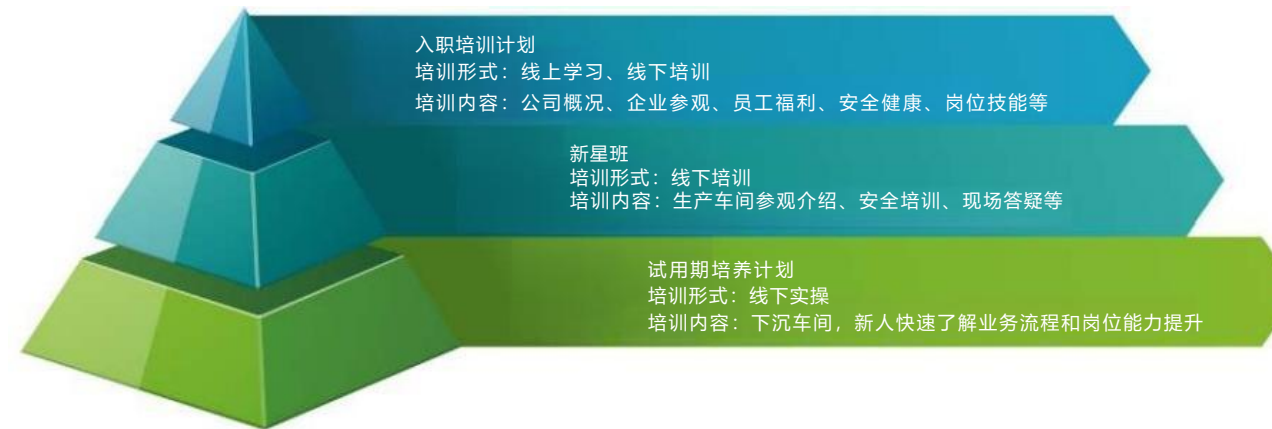 入职培训计划
培训形式：线上学习、线下培训
培训内容：公司概况、企业参观、员工福利、安全健康、岗位技能等
新星班
培训形式：线下培训
培训内容：生产车间参观介绍、安全培训、现场答疑等
试用期培养计划
培训形式：线下实操
培训内容：下沉车间，新人快速了解业务流程和岗位能力提升